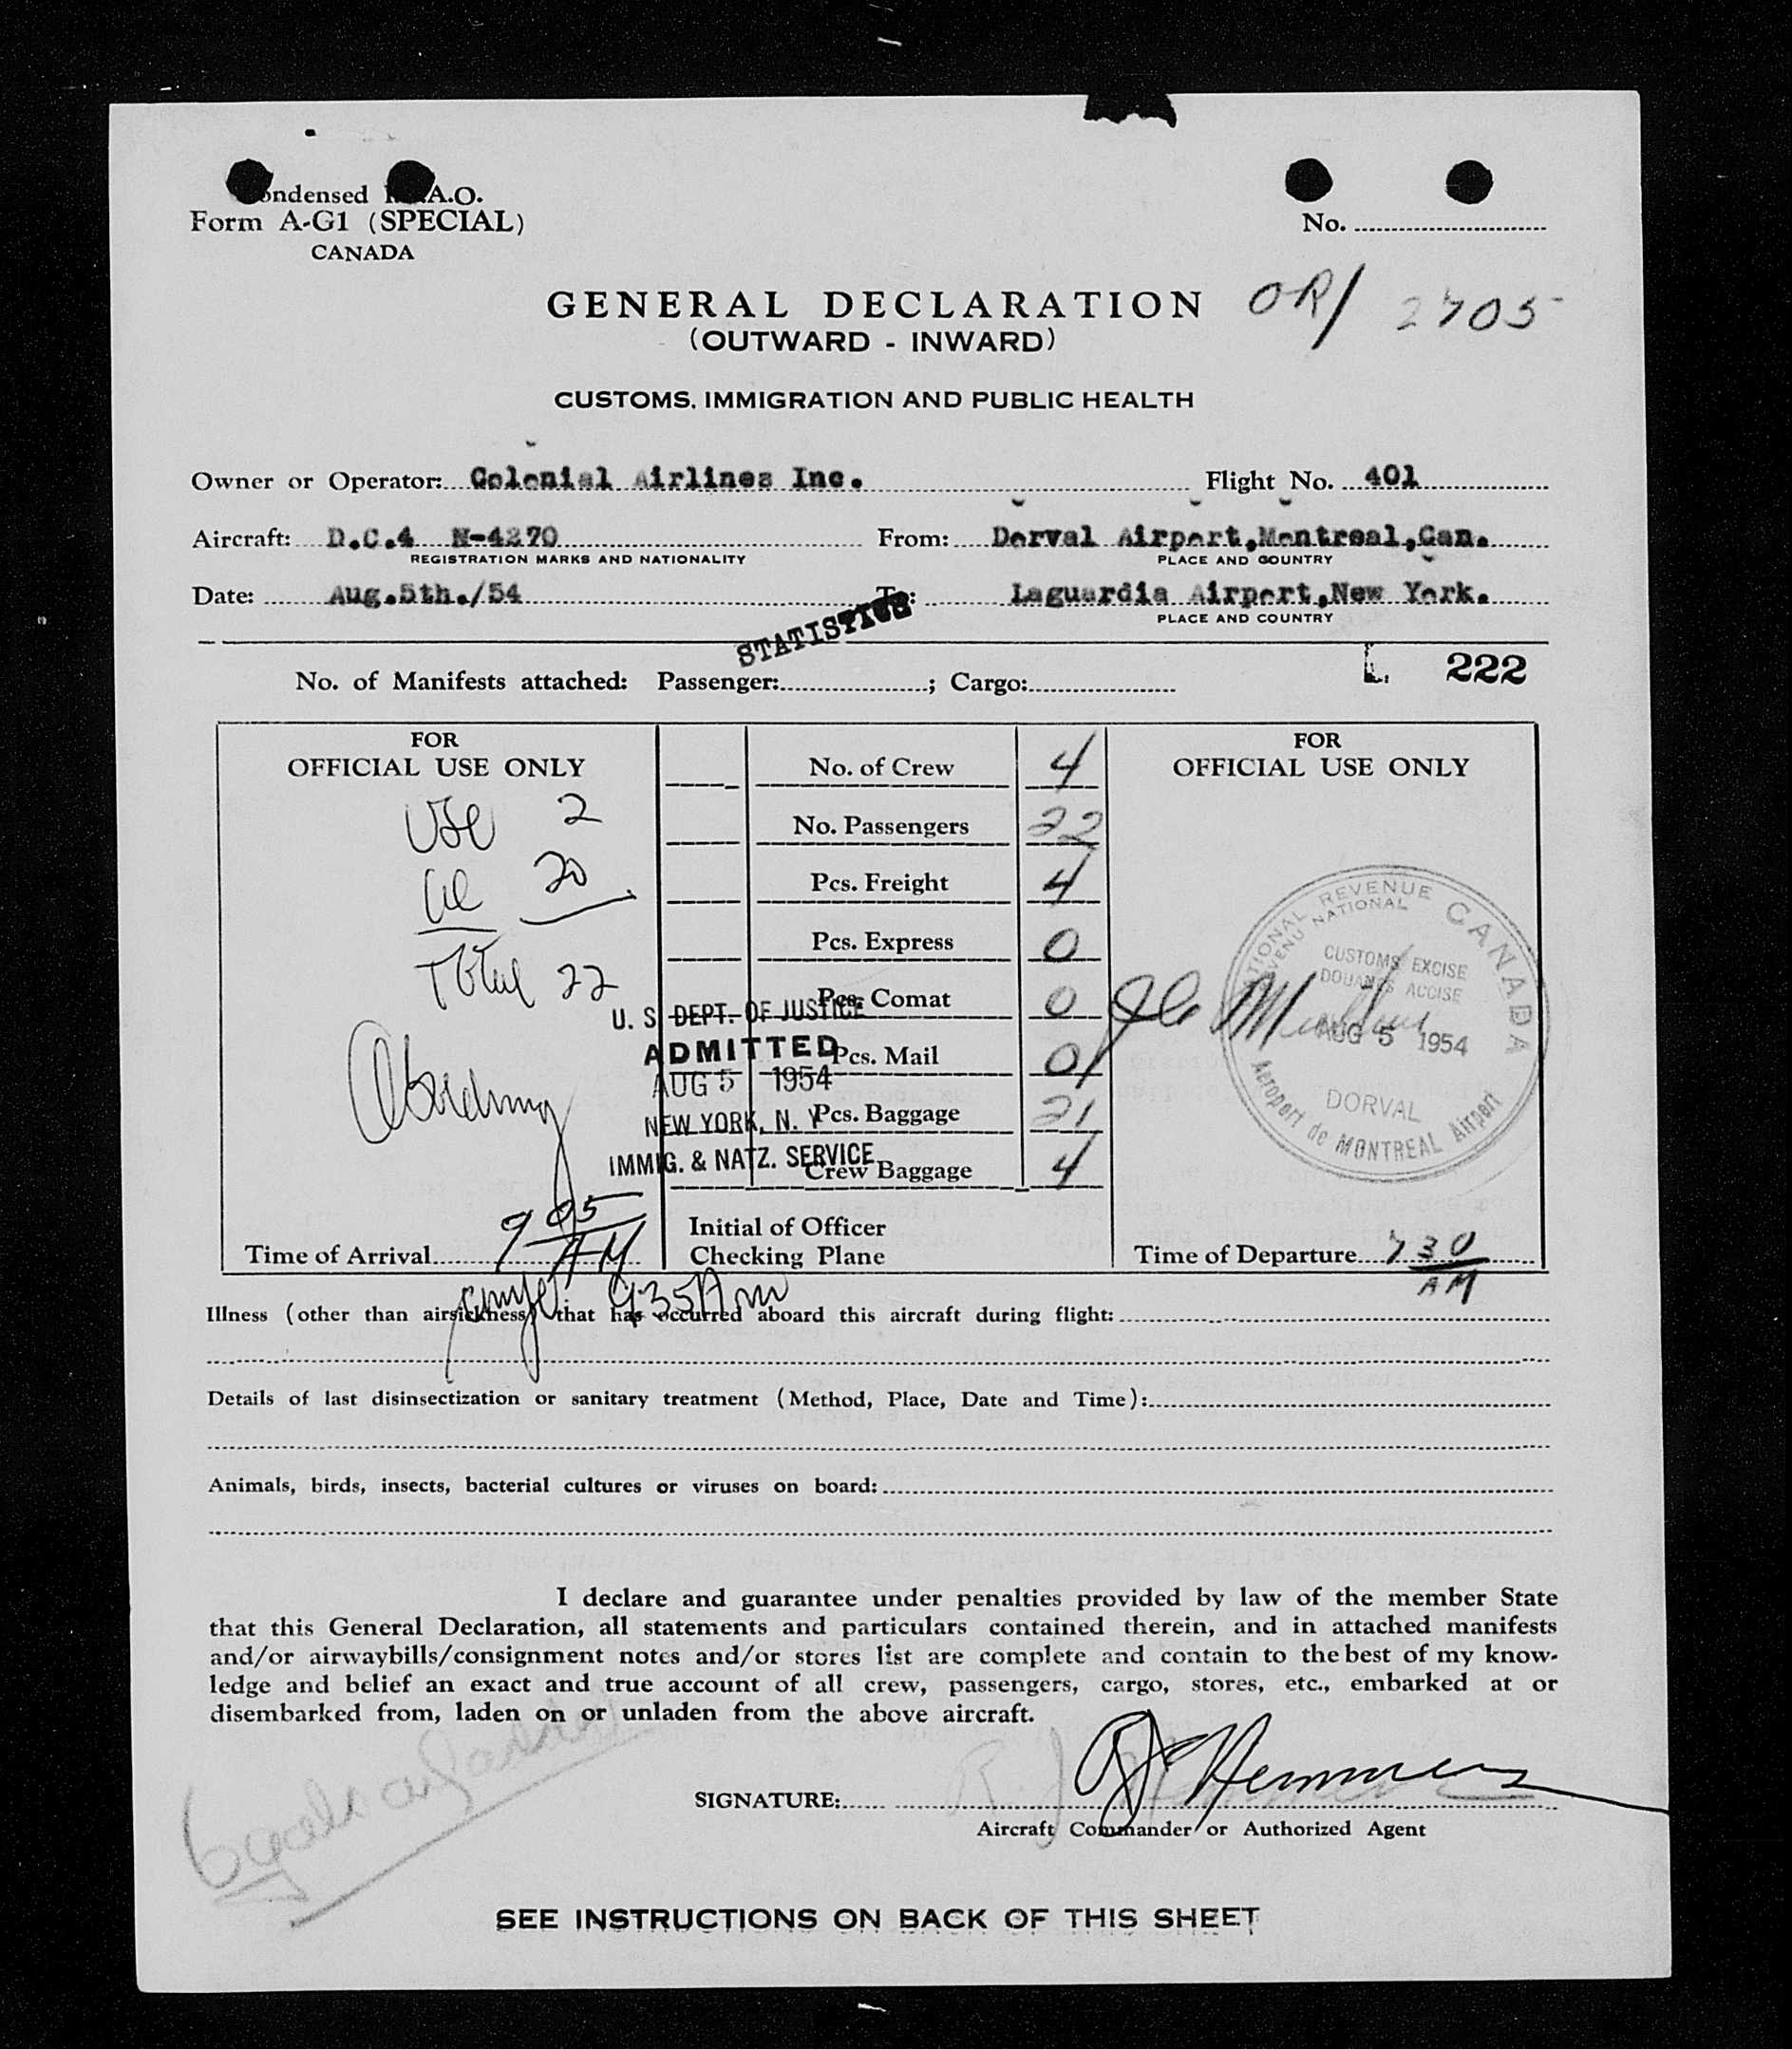 Condensed I.C.A.O.
Form A-G1 (SPECIAL)
CANADA
No.
GENERAL DECLARATION
OR/ 2705
(OUTWARD - INWARD)
CUSTOMS, IMMIGRATION AND PUBLIC HEALTH
Owner or Operator: Colonial Airlines Inc. Flight No. 401
Aircraft: D.C.4 N-4270 From: Dorval Airport,Montreal,Can.
REGISTRATION MARKS AND NATIONALITY PLACE AND COUNTRY
Date: Aug.5th./54 To: Laguardia Airport,New York.
PLACE AND COUNTRY
STATISTICS
No. of Manifests attached: Passenger: ; Cargo:
L. 222
FOR
OFFICIAL USE ONLY
USC 2
20
Total 22
U. S. DEPT. OF JUSTICE
ADMITTED
AUG 5 1954
NEW YORK, N. Y.
IMMIG. & NATZ. SERVICE
Time of Arrival 9 05 AM
9:35 Am
No. of Crew 4
No. Passengers 22
Pcs. Freight 4
Pcs. Express 0
Pcs. Comat 0
Pcs. Mail 0
Pcs. Baggage 21
Crew Baggage 4
Initial of Officer
Checking Plane
FOR
OFFICIAL USE ONLY
NATIONAL REVENUE CANADA
REVENU NATIONAL
CUSTOMS EXCISE
DOUANES ACCISE
AUG 5 1954
DORVAL
Aeroport de MONTREAL Airport
Time of Departure 7 30
AM
Illness (other than airsickness) that has occurred aboard this aircraft during flight:
Details of last disinsectization or sanitary treatment (Method, Place, Date and Time):
Animals, birds, insects, bacterial cultures or viruses on board:
I declare and guarantee under penalties provided by law of the member State
that this General Declaration, all statements and particulars contained therein, and in attached manifests
and/or airwaybills/consignment notes and/or stores list are complete and contain to the best of my know-
ledge and belief an exact and true account of all crew, passengers, cargo, stores, etc., embarked at or
disembarked from, laden on or unladen from the above aircraft.
SIGNATURE: R J Hemmens
Aircraft Commander or Authorized Agent
SEE INSTRUCTIONS ON BACK OF THIS SHEET